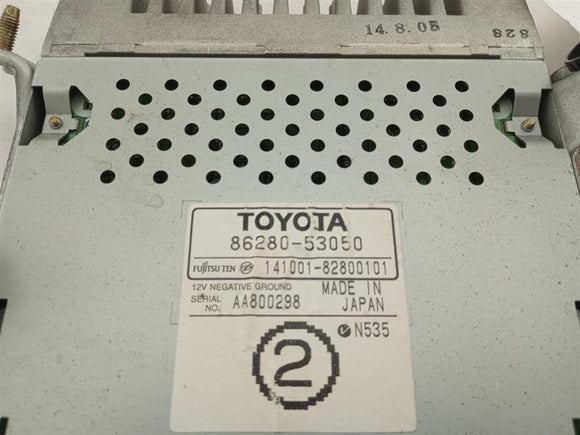 14.8.05
828
TOYOTA
86280-53050
FUJITSU TEN 141001-82800101
12V NEGATIVE GROUND MADE IN
SERIAL NO. AA800298 JAPAN
N535
2